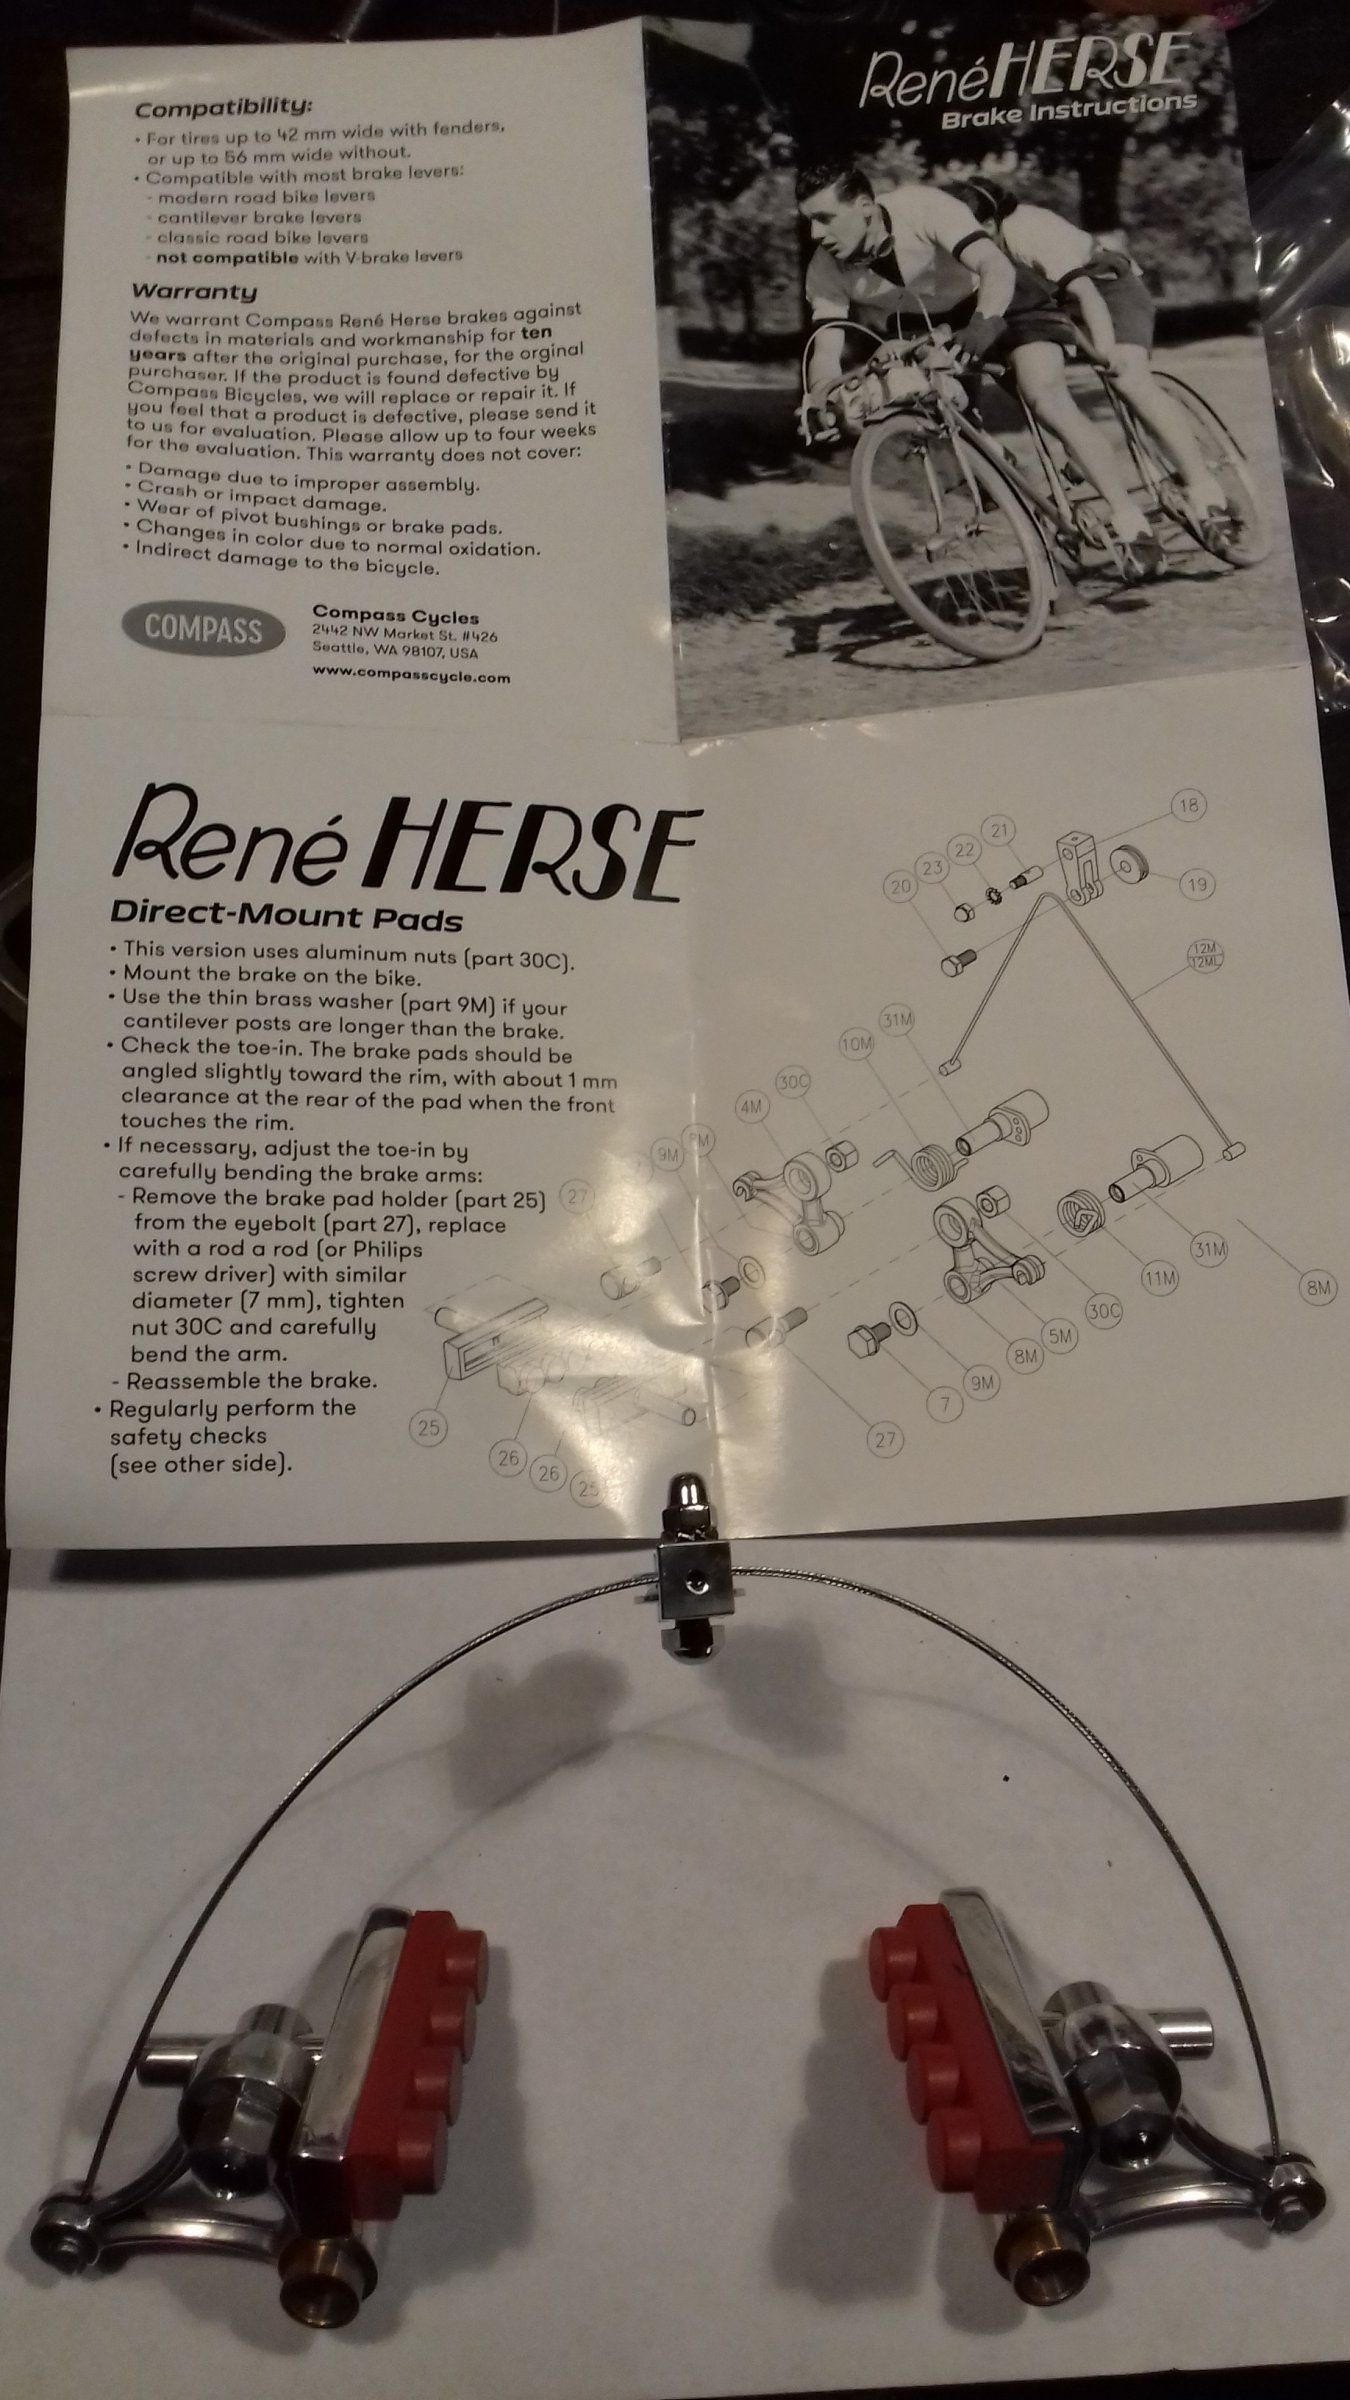 Compatibility:
• For tires up to 42 mm wide with fenders,
or up to 56 mm wide without.
• Compatible with most brake levers:
- modern road bike levers
- cantilever brake levers
- classic road bike levers
- not compatible with V-brake levers
Warranty
We warrant Compass René Herse brakes against
defects in materials and workmanship for ten
years after the original purchase, for the orginal
purchaser. If the product is found defective by
Compass Bicycles, we will replace or repair it. If
you feel that a product is defective, please send it
to us for evaluation. Please allow up to four weeks
for the evaluation. This warranty does not cover:
• Damage due to improper assembly.
• Crash or impact damage.
• Wear of pivot bushings or brake pads.
• Changes in color due to normal oxidation.
• Indirect damage to the bicycle.
COMPASS
Compass Cycles
2442 NW Market St. #426
Seattle, WA 98107, USA
www.compasscycle.com
René HERSE
Brake Instructions
René HERSE
Direct-Mount Pads
• This version uses aluminum nuts (part 30C).
• Mount the brake on the bike.
• Use the thin brass washer (part 9M) if your
cantilever posts are longer than the brake.
• Check the toe-in. The brake pads should be
angled slightly toward the rim, with about 1 mm
clearance at the rear of the pad when the front
touches the rim.
• If necessary, adjust the toe-in by
carefully bending the brake arms:
- Remove the brake pad holder (part 25)
from the eyebolt (part 27), replace
with a rod a rod (or Philips
screw driver) with similar
diameter (7 mm), tighten
nut 30C and carefully
bend the arm.
- Reassemble the brake.
• Regularly perform the
safety checks
(see other side).
18
21
22
23
20
19
12M
12ML
31M
10M
30C
4M
8M
9M
27
31M
11M
8M
30C
5M
8M
9M
7
27
25
26
26
25